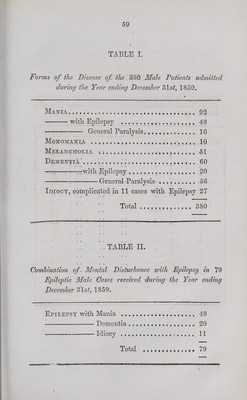 59
TABLE I.
Forms of the Disease of the 380 Male Patients admitted
during the Year ending December 31st, 1859.
MANIA ........ 92
——— with Epilepsy ........ 48
——— General Paralysis ........ 16
MONOMANIA ........ 10
MELANCHOLIA ........ 51
DEMENTIA ........ 60
——— with Epilepsy ........ 20
——— General Paralysis ........ 56
IDIOCY, complicated in 11 cases with Epilepsy 27
Total ........ 380
TABLE II.
Combination of Mental Disturbance with Epilepsy in 79
Epileptic Male Cases received during the Year ending
December 31st, 1859.
EPILEPSY with Mania ........ 48
——— Dementia ........ 20
——— Idiocy ........ 11
Total ........ 79